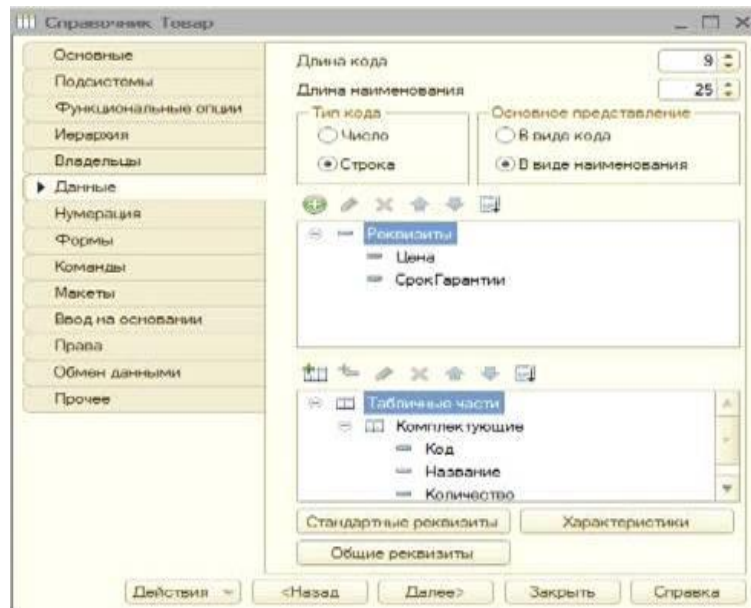 Справочник Товар
Основные
Подсистемы
Функциональные опции
Иерархия
Владельцы
Данные
Нумерация
Формы
Команды
Макеты
Ввод на основании
Права
Обмен данными
Прочее
Длина кода 9
Длина наименования 25
Тип кода
Число
Строка
Основное представление
В виде кода
В виде наименования
Реквизиты
Цена
СрокГарантии
Табличные части
Комплектующие
Код
Название
Количество
Стандартные реквизиты Характеристики
Общие реквизиты
Действия <Назад Далее> Закрыть Справка